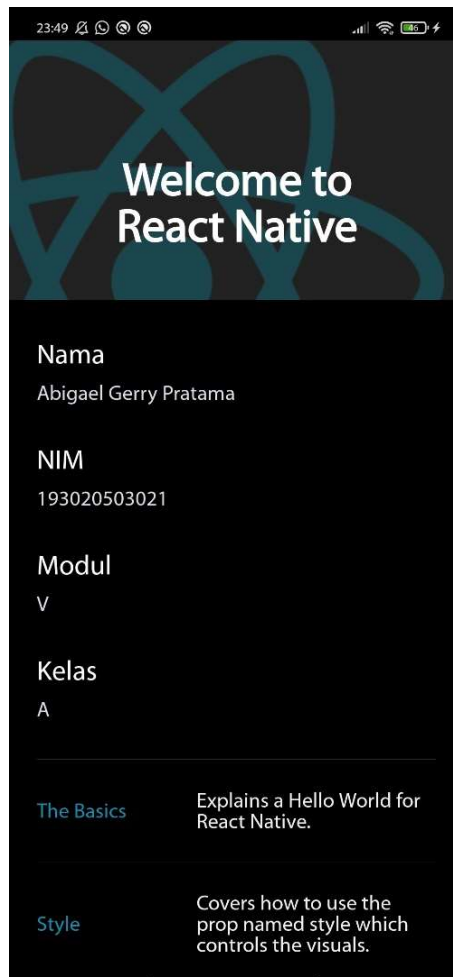 23:49
46
Welcome to
React Native
Nama
Abigael Gerry Pratama
NIM
193020503021
Modul
V
Kelas
A
The Basics
Explains a Hello World for
React Native.
Style
Covers how to use the
prop named style which
controls the visuals.